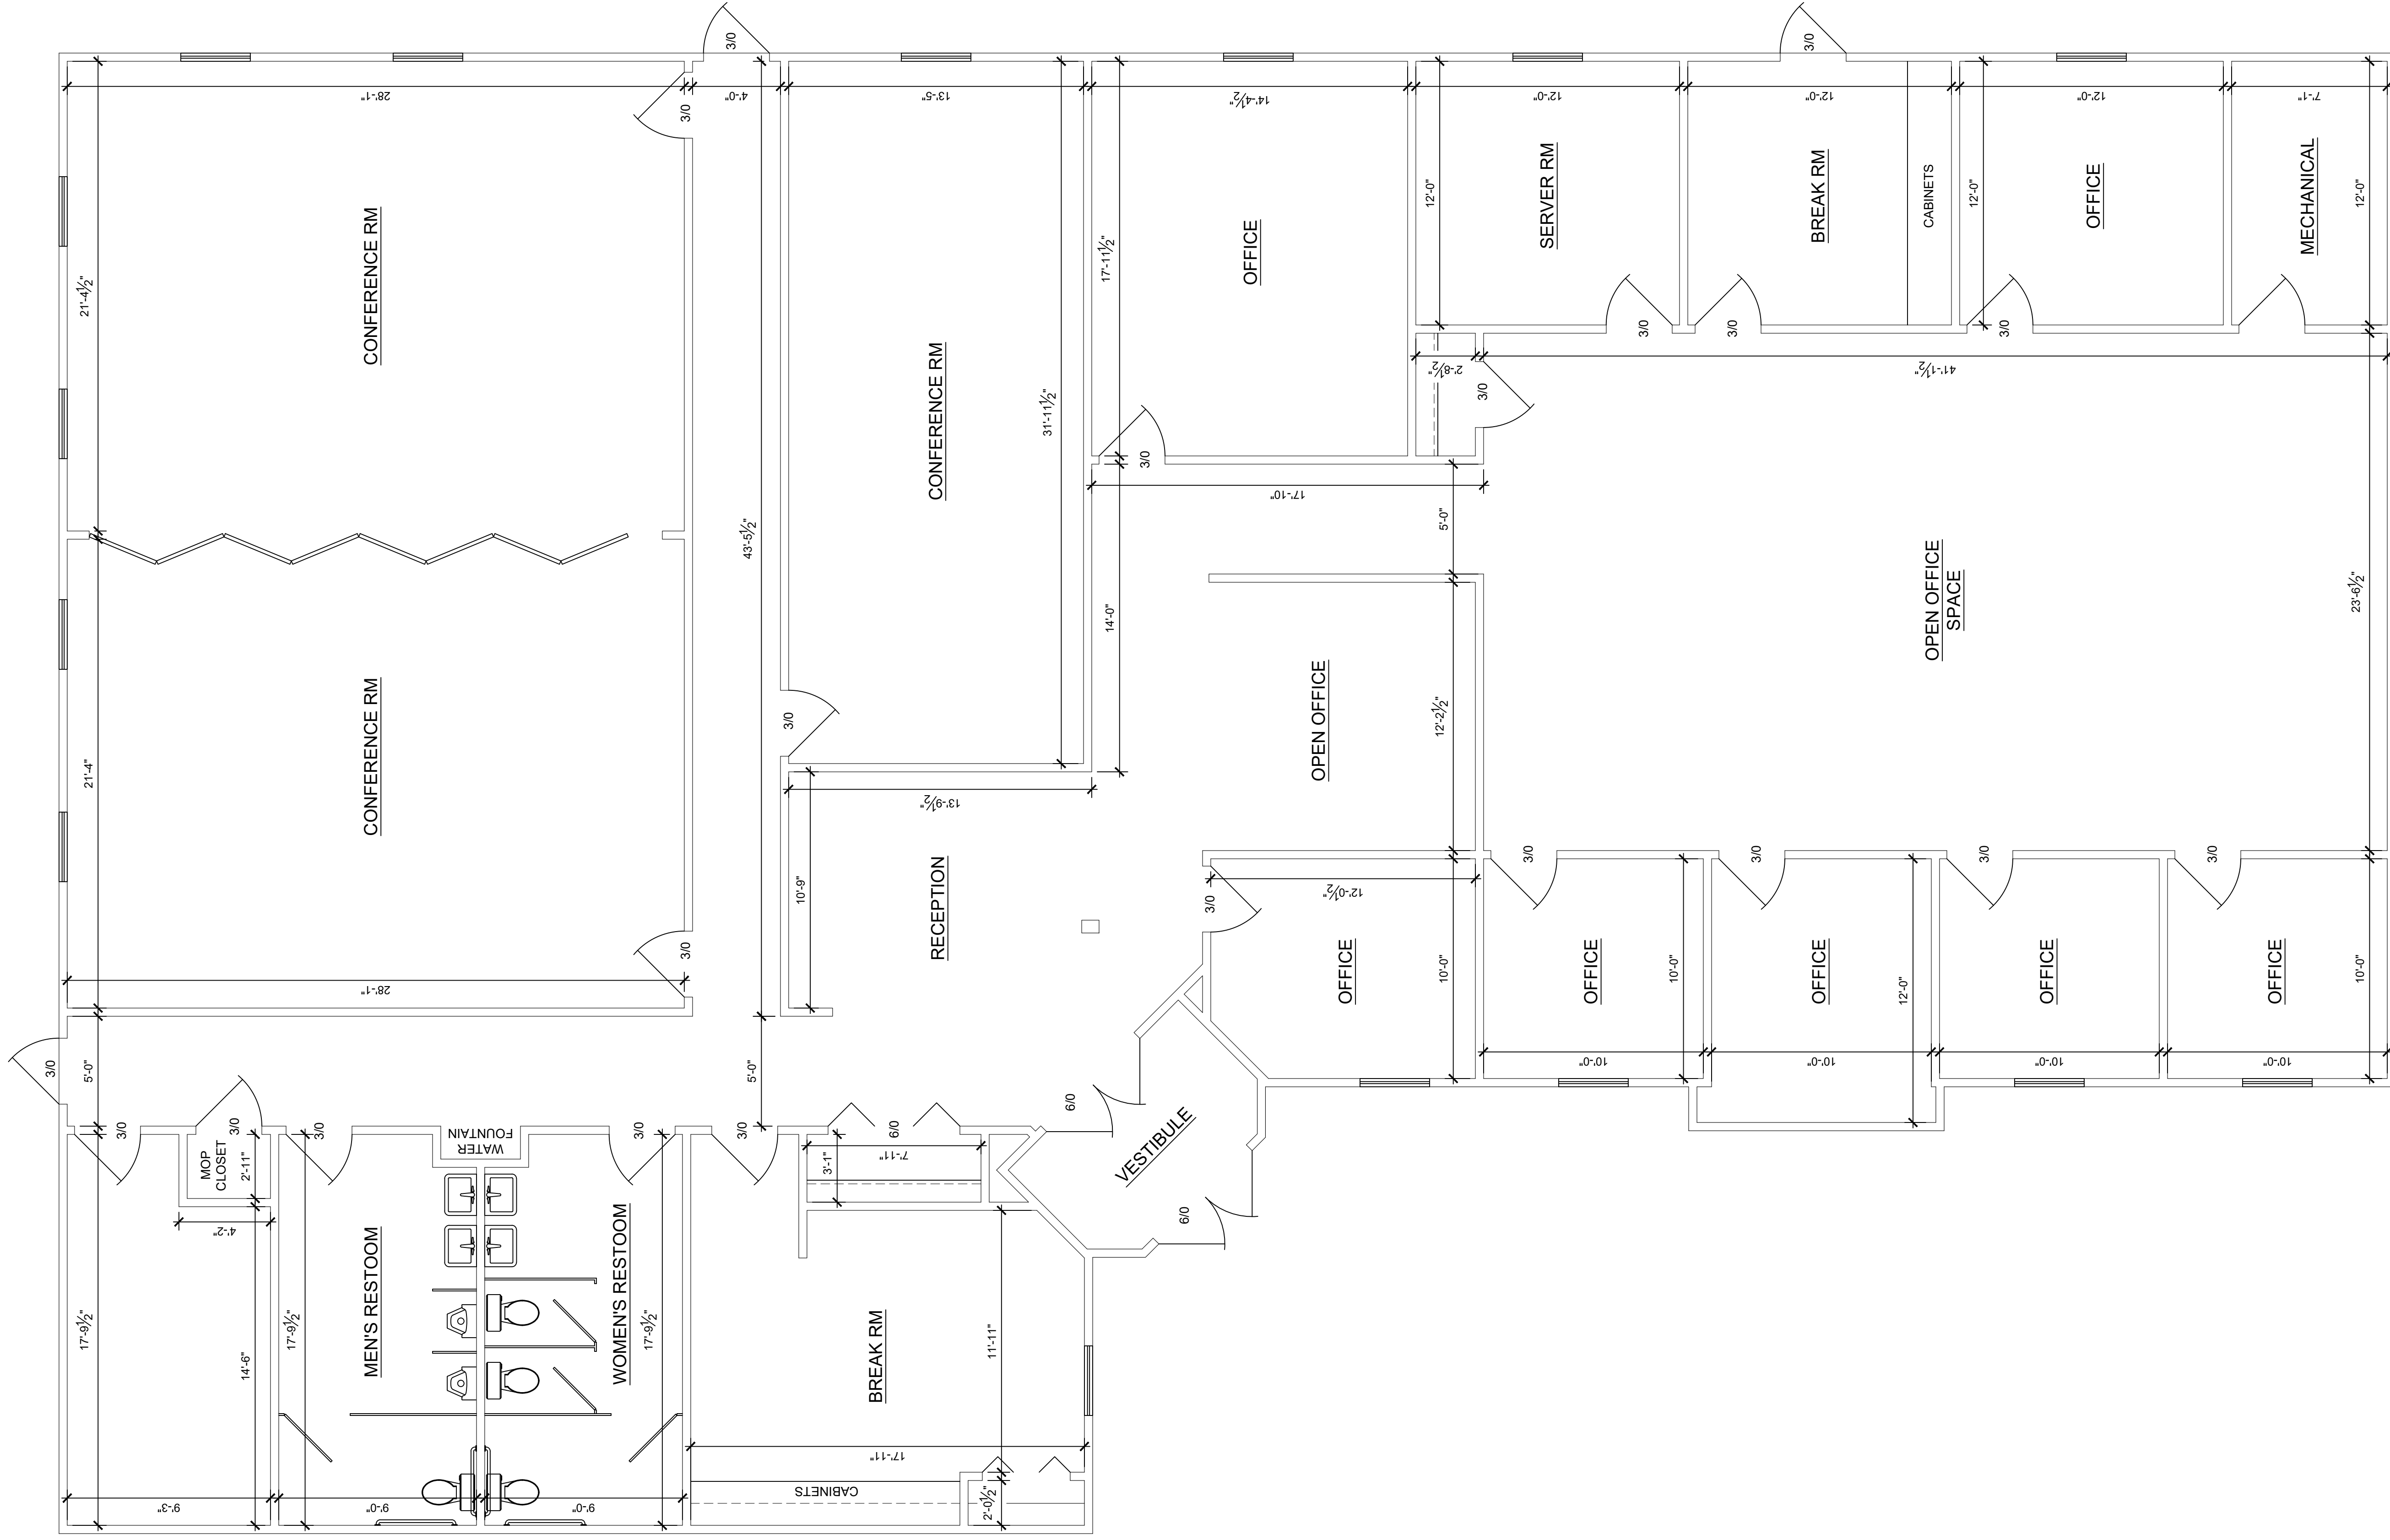 3/0
3/0
28'-1"
3/0
4'-0"
13'-5"
14'-4½"
12'-0"
12'-0"
12'-0"
7'-1"
CONFERENCE RM
21'-4½"
17'-11½"
OFFICE
12'-0"
SERVER RM
BREAK RM
CABINETS
12'-0"
OFFICE
MECHANICAL
12'-0"
3/0
3/0
3/0
2'-8½"
41'-1½"
3/0
CONFERENCE RM
31'-11½"
3/0
17'-10"
5'-0"
43'-5½"
14'-0"
OPEN OFFICE
SPACE
23'-6½"
CONFERENCE RM
21'-4"
3/0
13'-9½"
OPEN OFFICE
12'-2½"
10'-9"
RECEPTION
3/0
12'-0½"
3/0
3/0
3/0
3/0
28'-1"
3/0
OFFICE
10'-0"
OFFICE
10'-0"
OFFICE
12'-0"
OFFICE
OFFICE
10'-0"
10'-0"
10'-0"
10'-0"
10'-0"
3/0
5'-0"
5'-0"
6/0
3/0
MOP
CLOSET
3/0
2'-11"
3/0
WATER
FOUNTAIN
3/0
3/0
6/0
3'-1"
7'-11"
VESTIBULE
6/0
4'-2"
17'-9½"
14'-6"
17'-9½"
MEN'S RESTOOM
WOMEN'S RESTOOM
17'-9½"
BREAK RM
11'-11"
17'-11"
CABINETS
2'-0½"
9'-3"
9'-0"
9'-0"